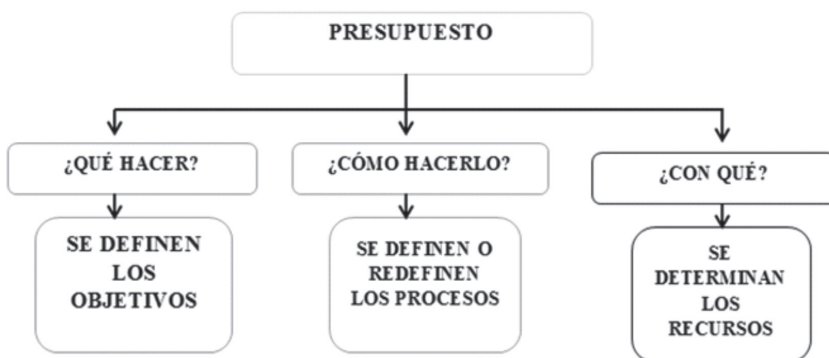 PRESUPUESTO
¿QUÉ HACER?
¿CÓMO HACERLO?
¿CON QUÉ?
SE DEFINEN
LOS
OBJETIVOS
SE DEFINEN O
REDEFINEN
LOS PROCESOS
SE
DETERMINAN
LOS
RECURSOS